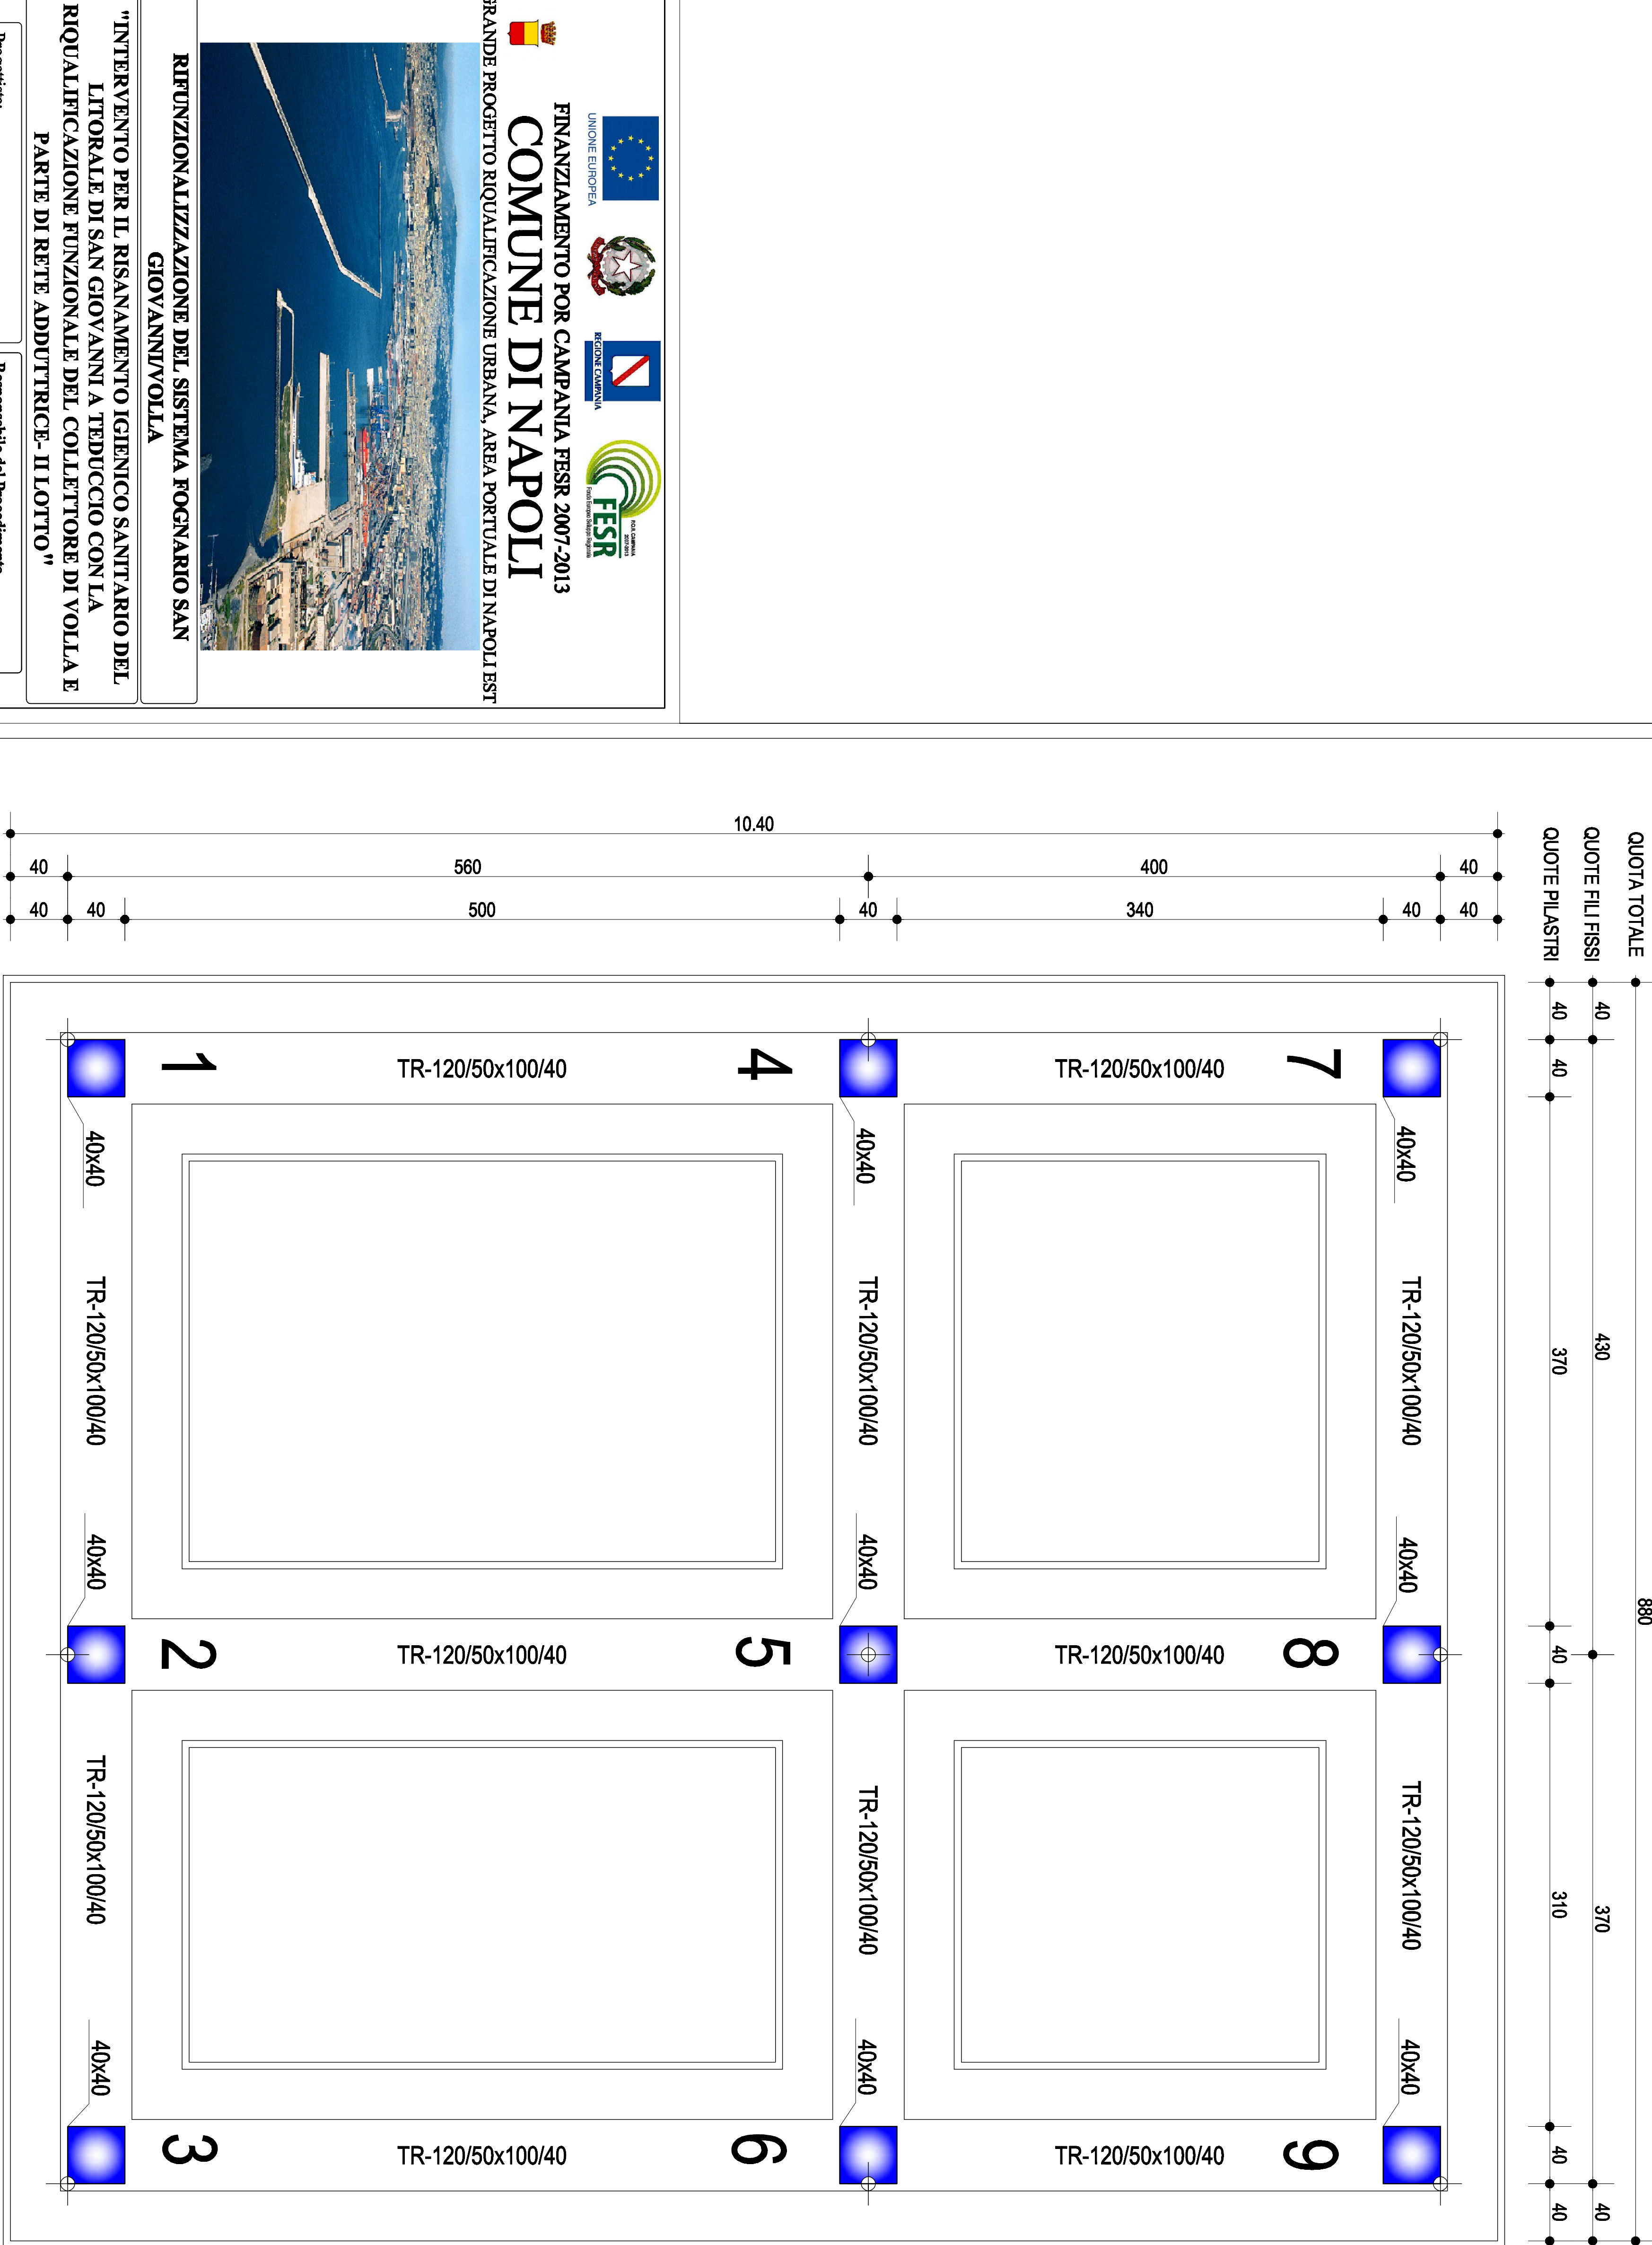 UNIONE EUROPEA
REGIONE CAMPANIA
P.O.R. CAMPANIA
2007-2013
FESR
Fondo Europeo Sviluppo Regionale
FINANZIAMENTO POR CAMPANIA FESR 2007-2013
COMUNE DI NAPOLI
GRANDE PROGETTO RIQUALIFICAZIONE URBANA, AREA PORTUALE DI NAPOLI EST
RIFUNZIONALIZZAZIONE DEL SISTEMA FOGNARIO SAN
GIOVANNI/VOLLA
"INTERVENTO PER IL RISANAMENTO IGIENICO SANITARIO DEL
LITORALE DI SAN GIOVANNI A TEDUCCIO CON LA
RIQUALIFICAZIONE FUNZIONALE DEL COLLETTORE DI VOLLA E
PARTE DI RETE ADDUTTRICE- II LOTTO"
10.40
40 560 400 40
40 40 500 40 340 40 40
QUOTA TOTALE 880
QUOTE FILI FISSI 40 430 370 40
QUOTE PILASTRI 40 40 370 40 310 40 40
1 TR-120/50x100/40 4 TR-120/50x100/40 7
40x40 40x40 40x40
TR-120/50x100/40 TR-120/50x100/40 TR-120/50x100/40
40x40 40x40 40x40
2 TR-120/50x100/40 5 TR-120/50x100/40 8
TR-120/50x100/40 TR-120/50x100/40 TR-120/50x100/40
40x40 40x40 40x40
3 TR-120/50x100/40 6 TR-120/50x100/40 9